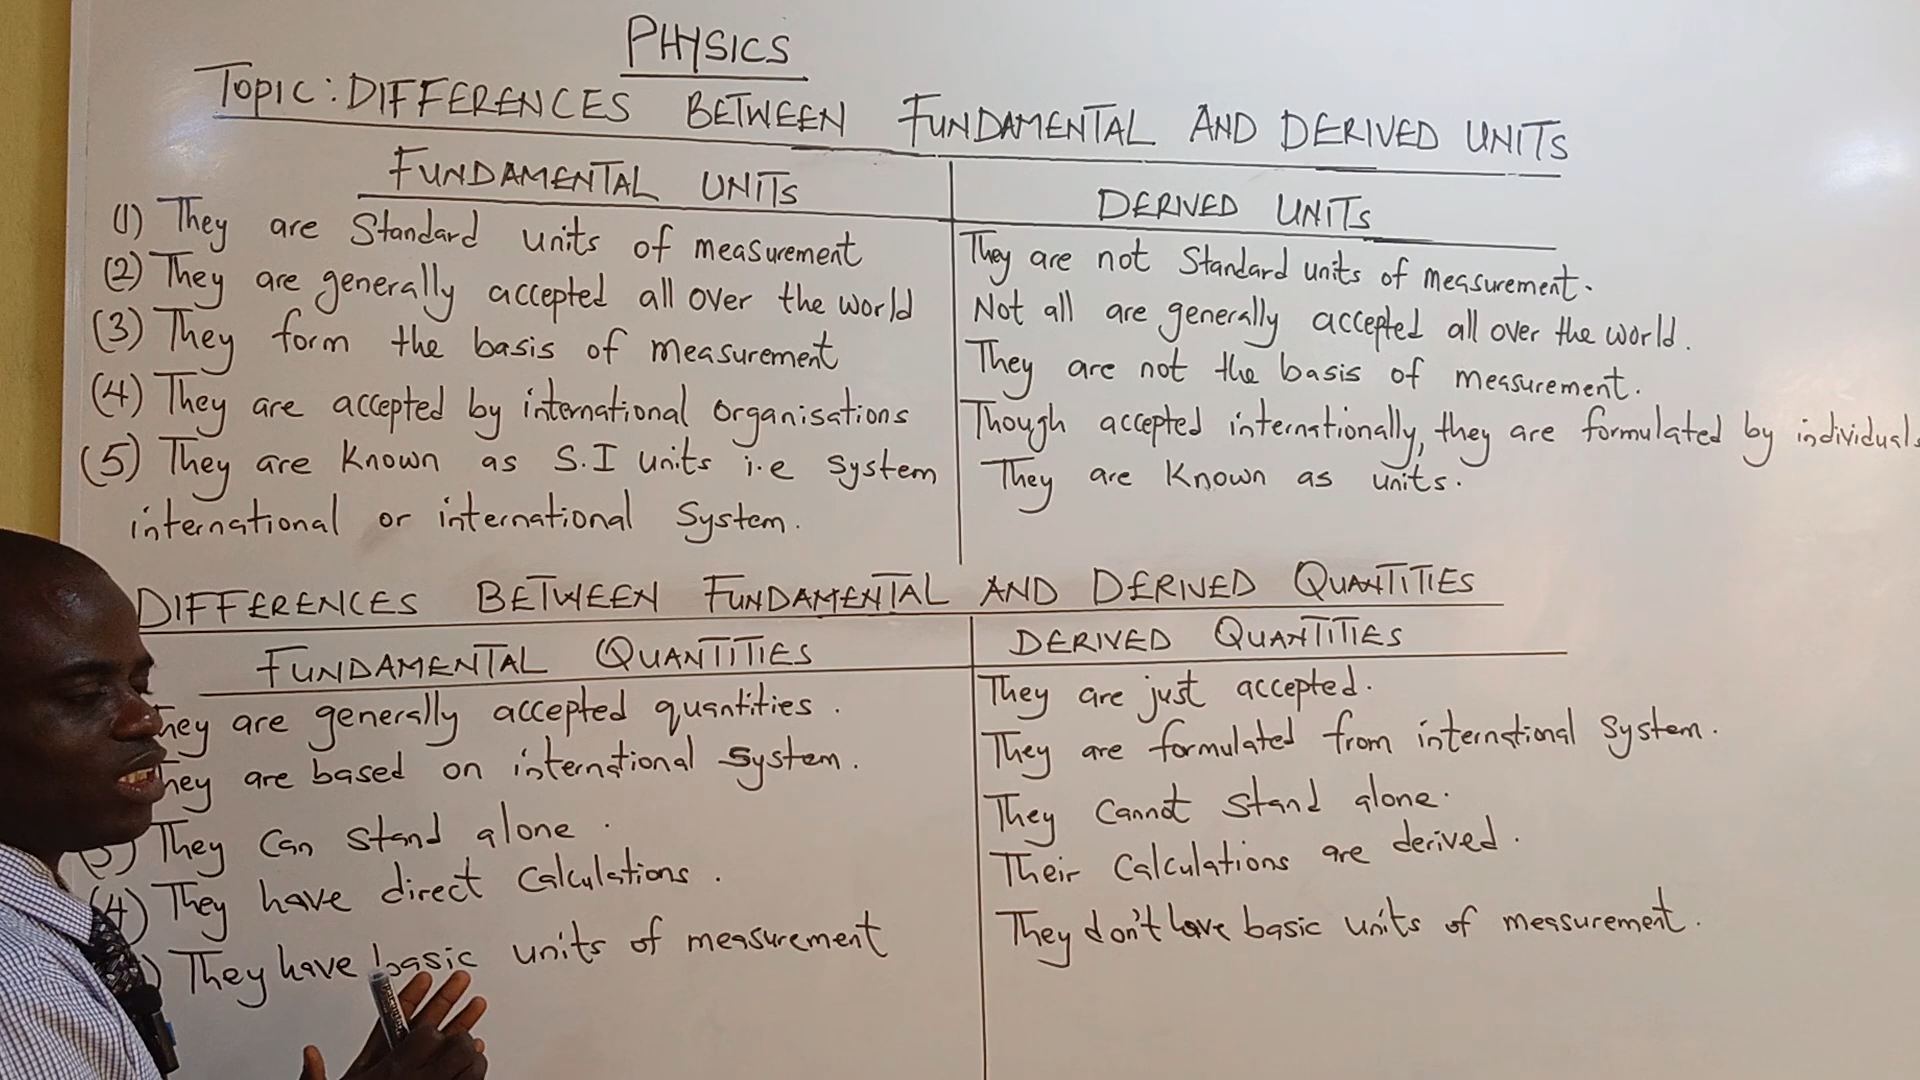 PHYSICS
Topic: DIFFERENCES BETWEEN FUNDAMENTAL AND DERIVED UNITS
FUNDAMENTAL UNITS
(1) They are Standard units of measurement
(2) They are generally accepted all over the world
(3) They form the basis of measurement
(4) They are accepted by international organisations
(5) They are known as S.I units i.e system
international or international System.
DERIVED UNITS
They are not Standard units of measurement.
Not all are generally accepted all over the world.
They are not the basis of measurement.
Though accepted internationally, they are formulated by individuals
They are known as units.
DIFFERENCES BETWEEN FUNDAMENTAL AND DERIVED QUANTITIES
FUNDAMENTAL QUANTITIES
They are generally accepted quantities.
They are based on international System.
(3) They can stand alone.
(4) They have direct calculations.
) They have basic units of measurement
DERIVED QUANTITIES
They are just accepted.
They are formulated from international System.
They cannot stand alone.
Their calculations are derived.
They don't have basic units of measurement.